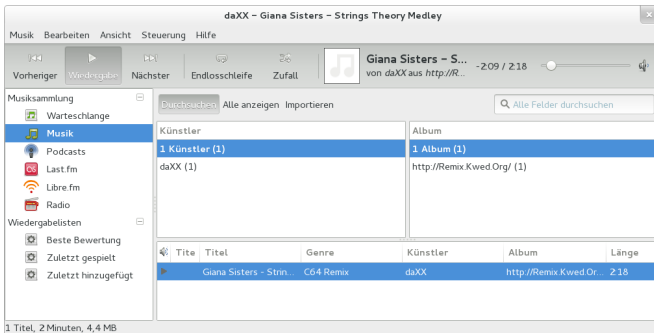 daXX – Giana Sisters – Strings Theory Medley
Musik Bearbeiten Ansicht Steuerung Hilfe
Vorheriger Wiedergabe Nächster Endlosschleife Zufall
Giana Sisters – S...
von daXX aus http://R...
-2:09 / 2:18
Musiksammlung
Warteschlange
Musik
Podcasts
Last.fm
Libre.fm
Radio
Wiedergabelisten
Beste Bewertung
Zuletzt gespielt
Zuletzt hinzugefügt
Durchsuchen Alle anzeigen Importieren
Alle Felder durchsuchen
Künstler
1 Künstler (1)
daXX (1)
Album
1 Album (1)
http://Remix.Kwed.Org/ (1)
Tite Titel Genre Künstler Album Länge
Giana Sisters – Strin... C64 Remix daXX http://Remix.Kwed.Or... 2:18
1 Titel, 2 Minuten, 4,4 MB